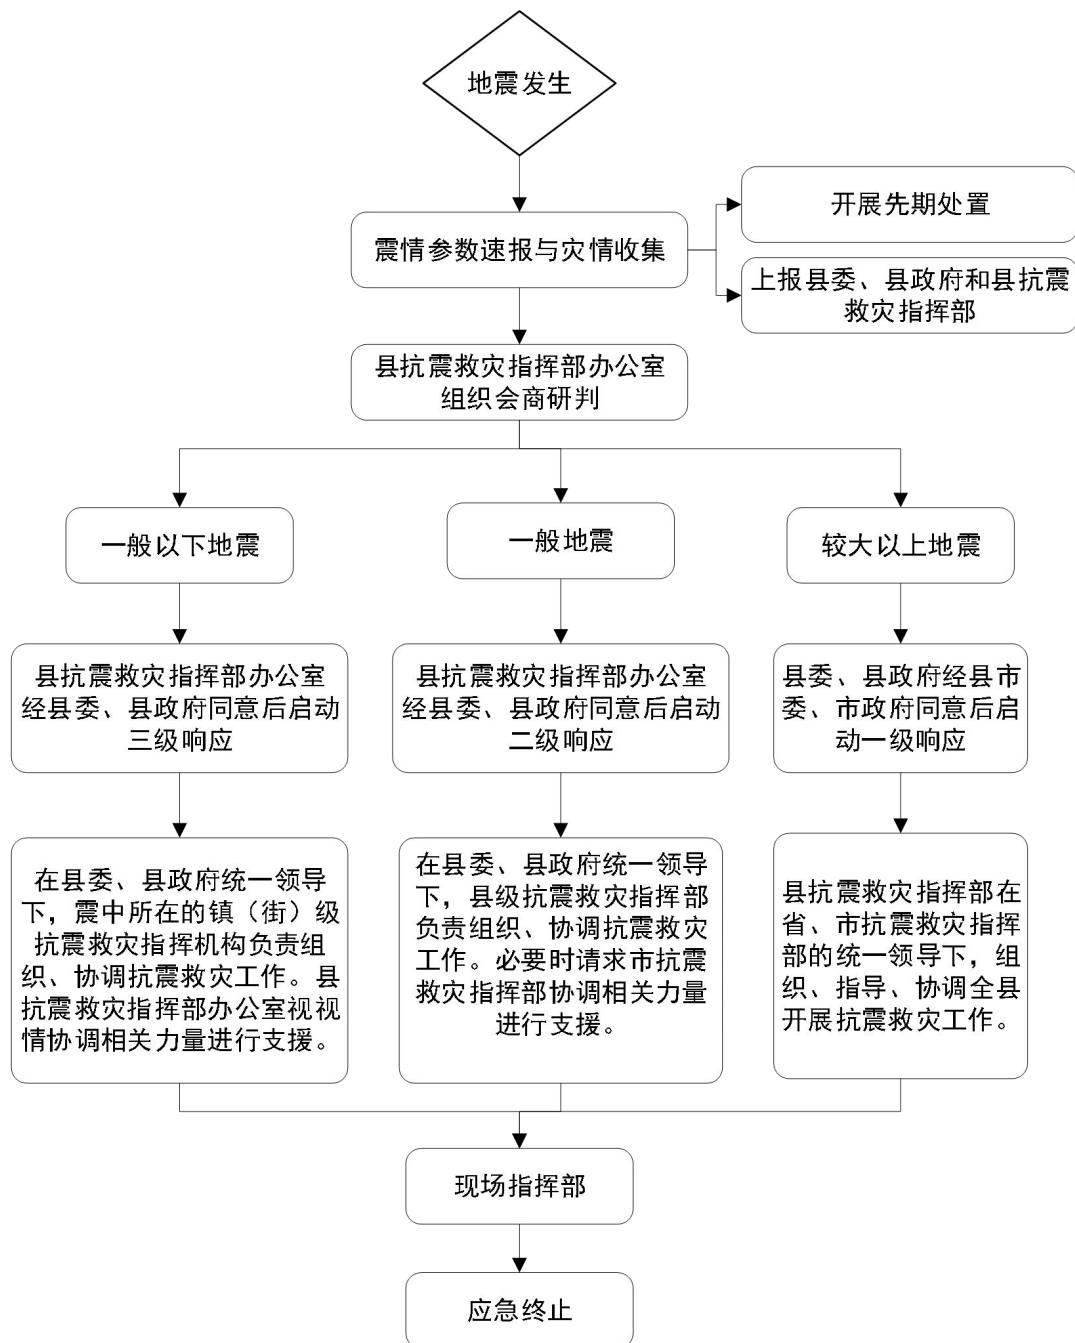 地震发生
震情参数速报与灾情收集
开展先期处置
上报县委、县政府和县抗震
救灾指挥部
县抗震救灾指挥部办公室
组织会商研判
一般以下地震
一般地震
较大以上地震
县抗震救灾指挥部办公室
经县委、县政府同意后启动
三级响应
县抗震救灾指挥部办公室
经县委、县政府同意后启动
二级响应
县委、县政府经县市
委、市政府同意后启
动一级响应
在县委、县政府统一领导
下，震中所在的镇（街）级
抗震救灾指挥机构负责组
织、协调抗震救灾工作。县
抗震救灾指挥部办公室视视
情协调相关力量进行支援。
在县委、县政府统一领导
下，县级抗震救灾指挥部
负责组织、协调抗震救灾
工作。必要时请求市抗震
救灾指挥部协调相关力量
进行支援。
县抗震救灾指挥部在
省、市抗震救灾指挥
部的统一领导下，组
织、指导、协调全县
开展抗震救灾工作。
现场指挥部
应急终止